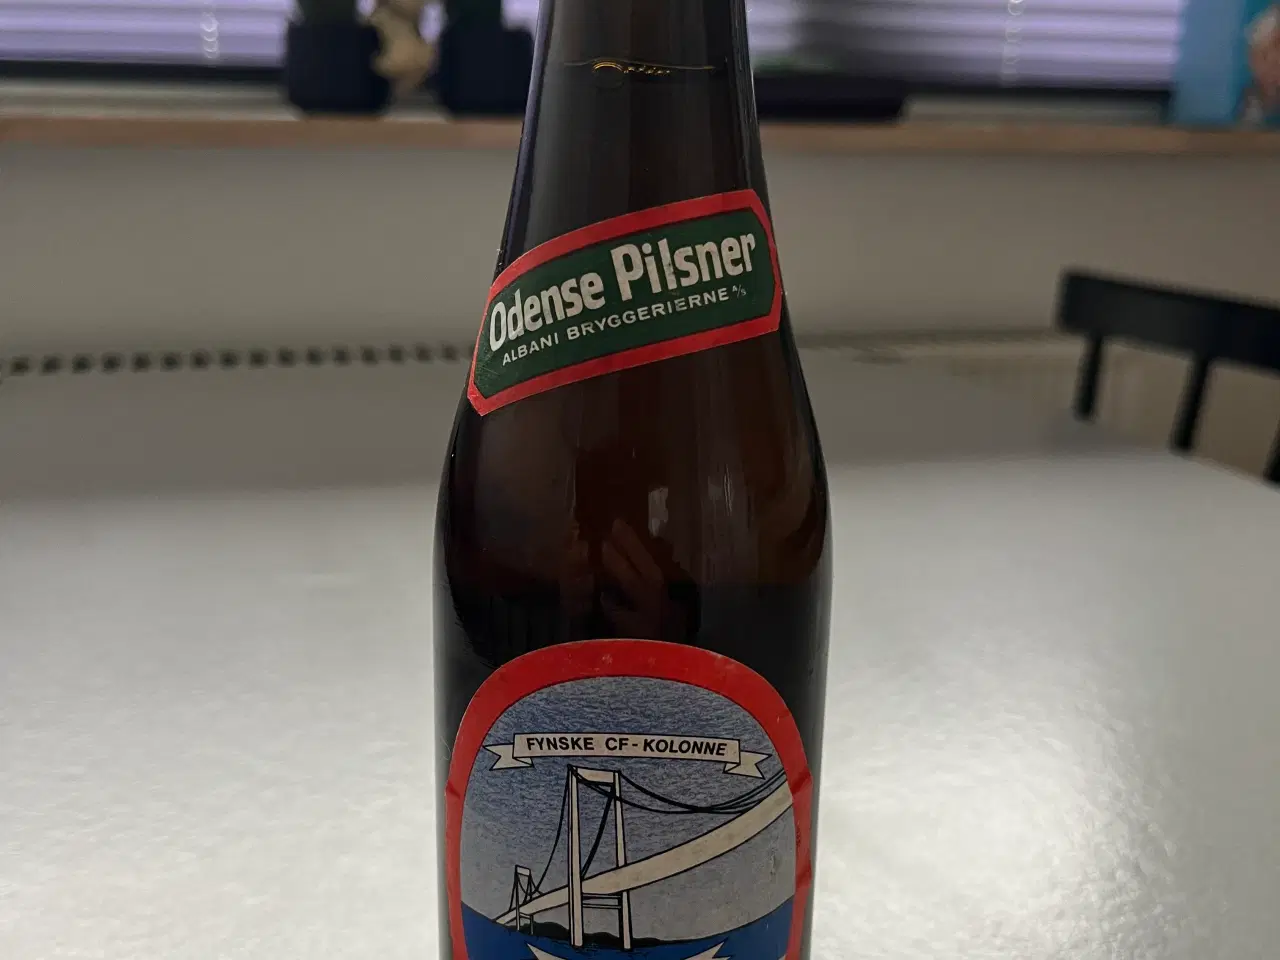 Odense Pilsner
ALBANI BRYGGERIERNE A/S
FYNSKE CF-KOLONNE